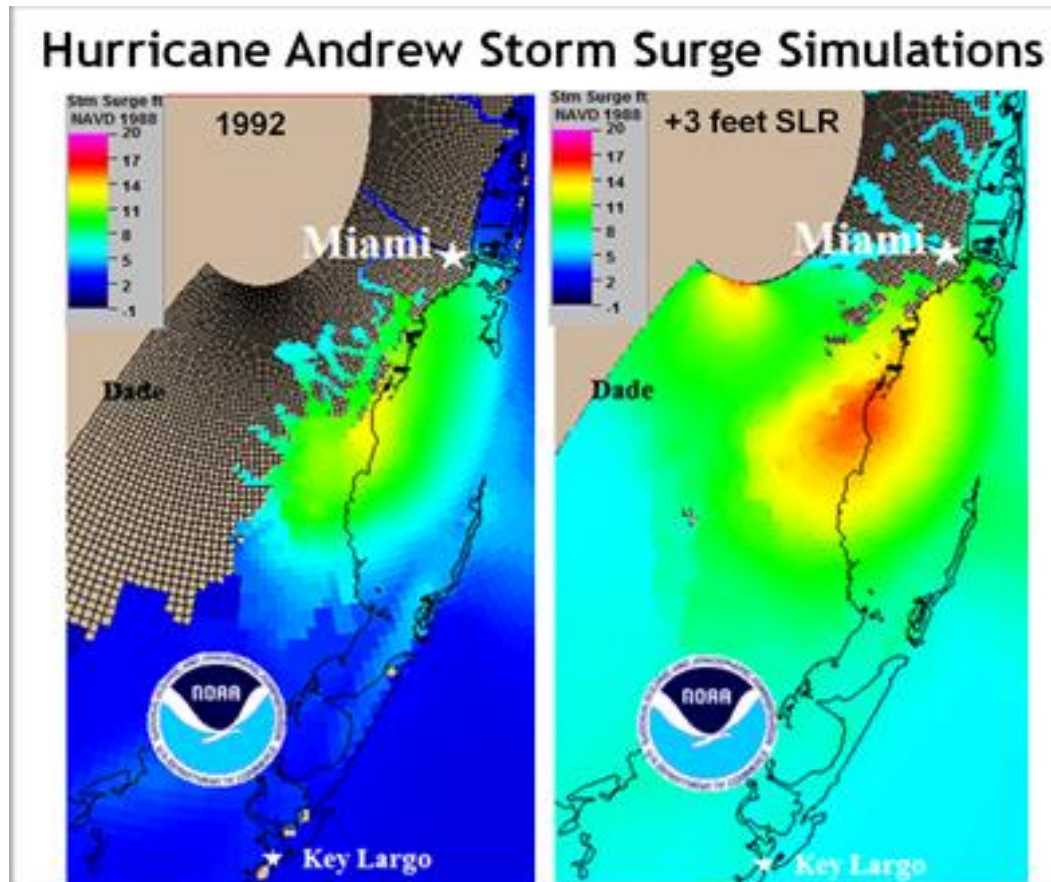 Hurricane Andrew Storm Surge Simulations
Stm Surge ft
NAVD 1988
20
17
14
11
8
5
2
-1
1992
Miami
Dade
NOAA
Key Largo
Stm Surge ft
NAVD 1988
20
17
14
11
8
5
2
-1
+3 feet SLR
Miami
Dade
NOAA
Key Largo